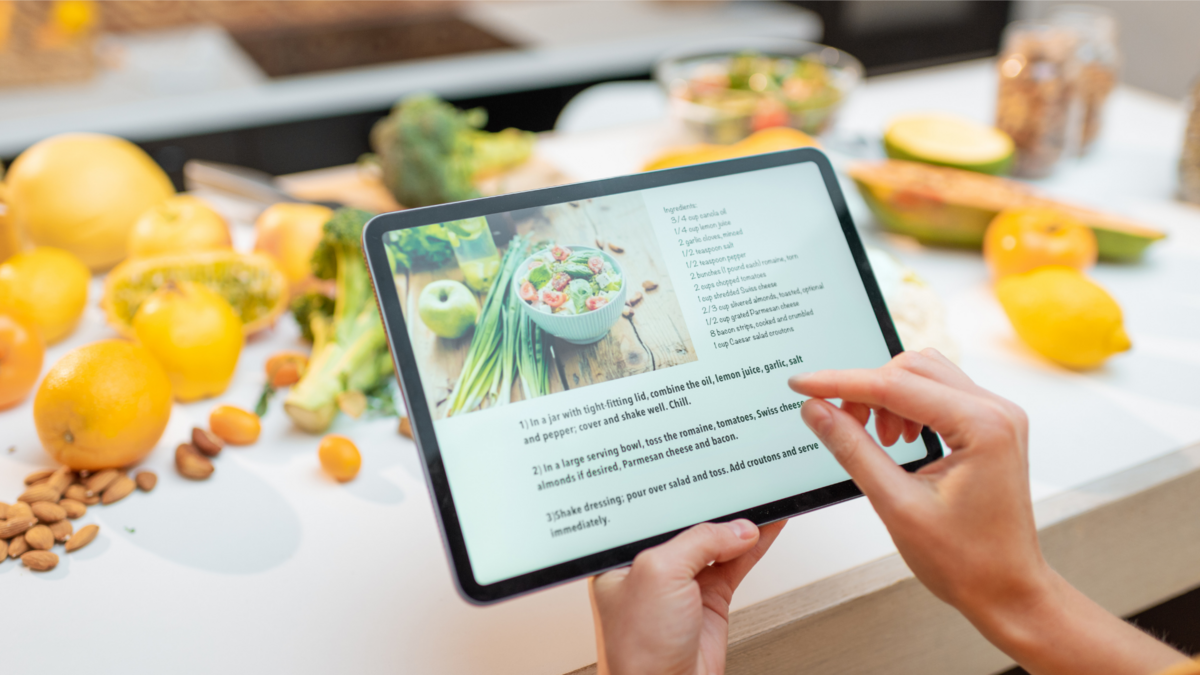 Ingredients:
3/4 cup canola oil
1/4 cup lemon juice
2 garlic cloves, minced
1/2 teaspoon salt
1/2 teaspoon pepper
2 bunches (1 pound each) romaine, torn
2 cups chopped tomatoes
1 cup shredded Swiss cheese
2/3 cup slivered almonds, toasted, optional
1/2 cup grated Parmesan cheese
8 bacon strips, cooked and crumbled
1 cup Caesar salad croutons
1) In a jar with tight-fitting lid, combine the oil, lemon juice, garlic, salt
and pepper; cover and shake well. Chill.
2) In a large serving bowl, toss the romaine, tomatoes, Swiss cheese,
almonds if desired, Parmesan cheese and bacon.
3)Shake dressing; pour over salad and toss. Add croutons and serve
immediately.